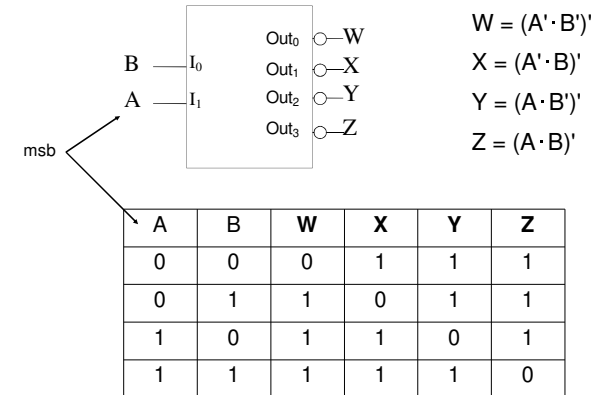 Out₀ W
B I₀ Out₁ X
A I₁ Out₂ Y
Out₃ Z
W = (A'·B')'
X = (A'·B)'
Y = (A·B')'
Z = (A·B)'
msb
A B W X Y Z
0 0 0 1 1 1
0 1 1 0 1 1
1 0 1 1 0 1
1 1 1 1 1 0